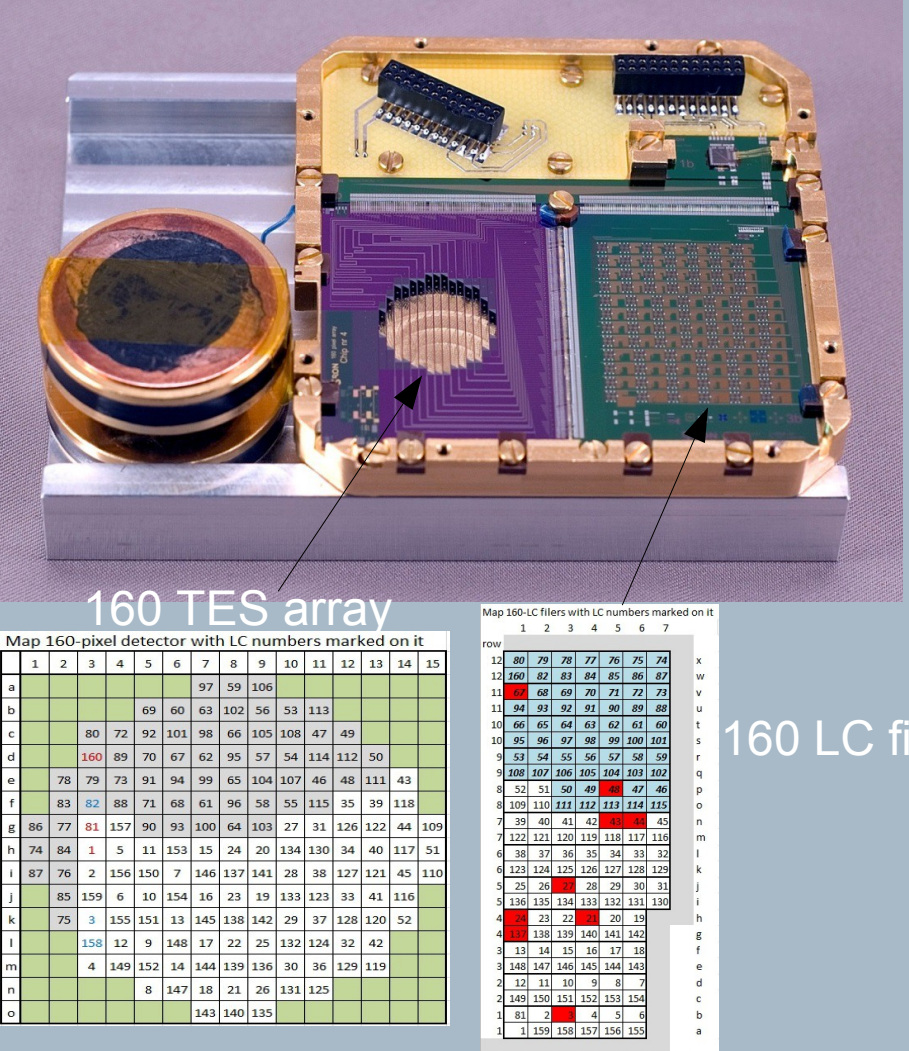 1b
160 pixel array
Chip nr 4
160 TES array
160 LC fi
Map 160-pixel detector with LC numbers marked on it
1 2 3 4 5 6 7 8 9 10 11 12 13 14 15
a 97 59 106
b 69 60 63 102 56 53 113
c 80 72 92 101 98 66 105 108 47 49
d 160 89 70 67 62 95 57 54 114 112 50
e 78 79 73 91 94 99 65 104 107 46 48 111 43
f 83 82 88 71 68 61 96 58 55 115 35 39 118
g 86 77 81 157 90 93 100 64 103 27 31 126 122 44 109
h 74 84 1 5 11 153 15 24 20 134 130 34 40 117 51
i 87 76 2 156 150 7 146 137 141 28 38 127 121 45 110
j 85 159 6 10 154 16 23 19 133 123 33 41 116
k 75 3 155 151 13 145 138 142 29 37 128 120 52
l 158 12 9 148 17 22 25 132 124 32 42
m 4 149 152 14 144 139 136 30 36 129 119
n 8 147 18 21 26 131 125
o 143 140 135
Map 160-LC filers with LC numbers marked on it
1 2 3 4 5 6 7
row
12 80 79 78 77 76 75 74 x
12 160 82 83 84 85 86 87 w
11 67 68 69 70 71 72 73 v
11 94 93 92 91 90 89 88 u
10 66 65 64 63 62 61 60 t
10 95 96 97 98 99 100 101 s
9 53 54 55 56 57 58 59 r
9 108 107 106 105 104 103 102 q
8 52 51 50 49 48 47 46 p
8 109 110 111 112 113 114 115 o
7 39 40 41 42 43 44 45 n
7 122 121 120 119 118 117 116 m
6 38 37 36 35 34 33 32 l
6 123 124 125 126 127 128 129 k
5 25 26 27 28 29 30 31 j
5 136 135 134 133 132 131 130 i
4 24 23 22 21 20 19 h
4 137 138 139 140 141 142 g
3 13 14 15 16 17 18 f
3 148 147 146 145 144 143 e
2 12 11 10 9 8 7 d
2 149 150 151 152 153 154 c
1 81 2 3 4 5 6 b
1 1 159 158 157 156 155 a